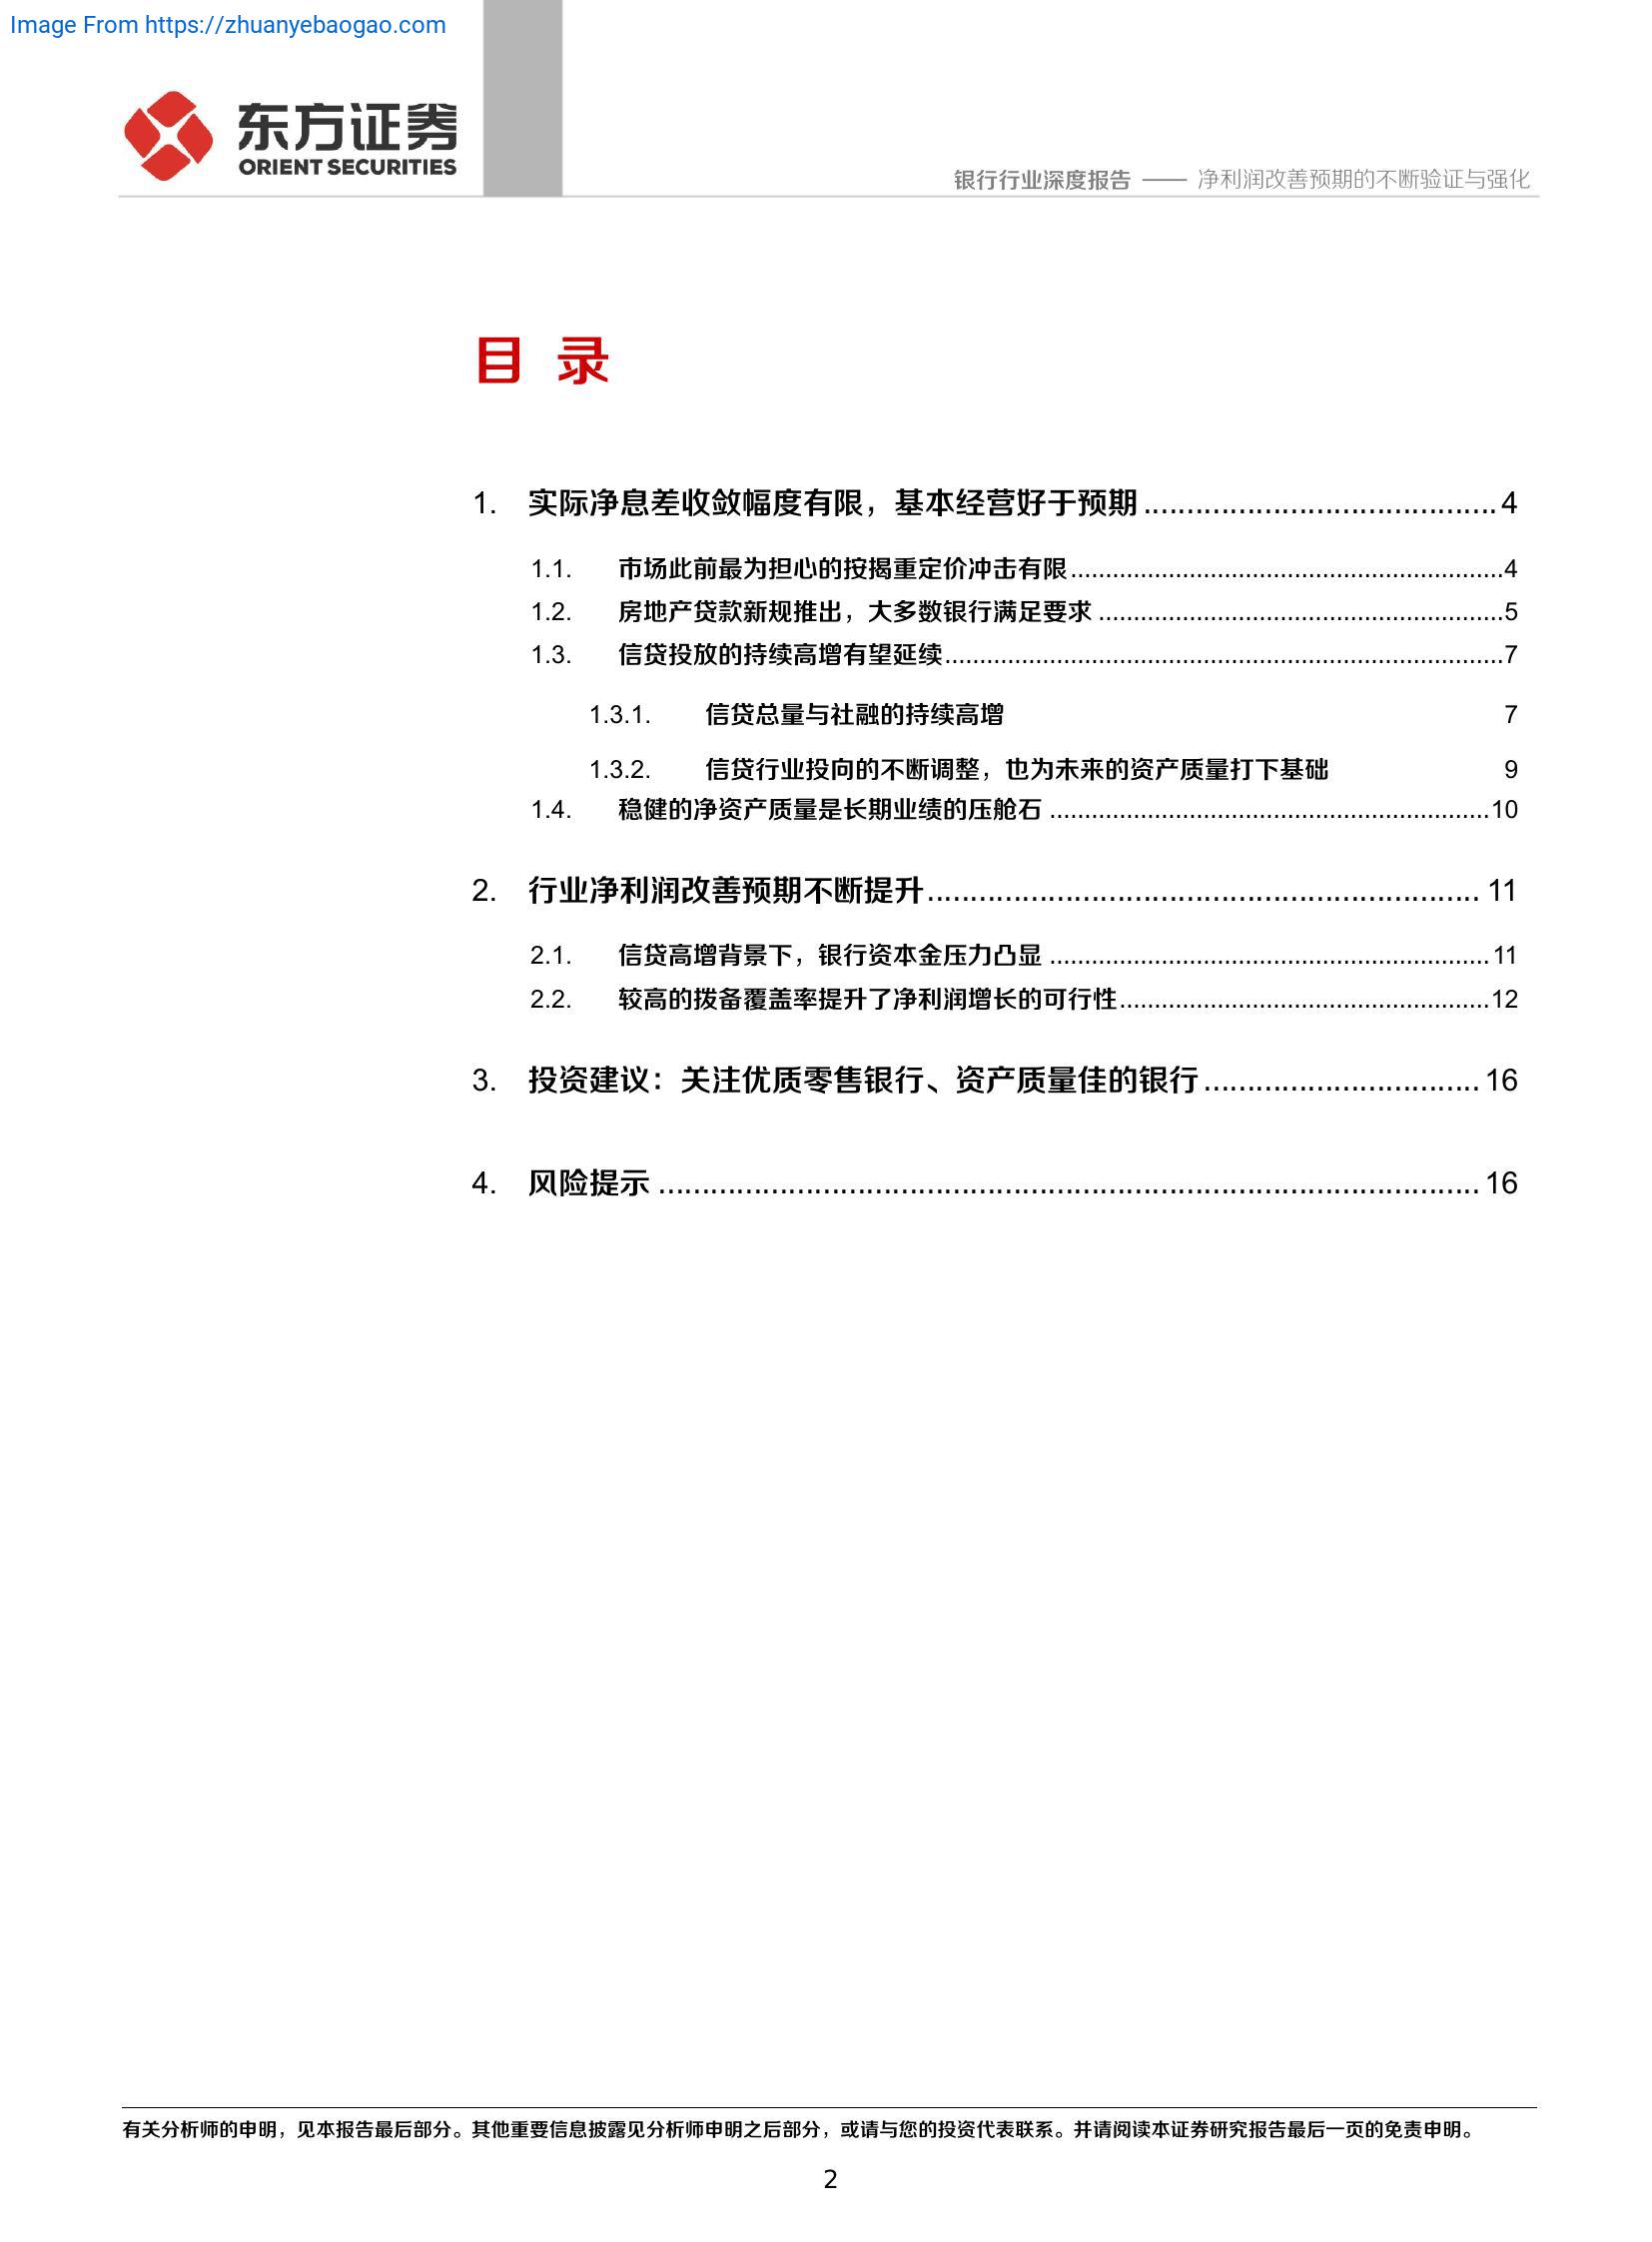 Image From https://zhuanyebaogao.com
东方证券
ORIENT SECURITIES
银行行业深度报告 —— 净利润改善预期的不断验证与强化
目 录
1. 实际净息差收敛幅度有限，基本经营好于预期 ......................................... 4
1.1. 市场此前最为担心的按揭重定价冲击有限..............................................................4
1.2. 房地产贷款新规推出，大多数银行满足要求 ..........................................................5
1.3. 信贷投放的持续高增有望延续................................................................................7
1.3.1. 信贷总量与社融的持续高增 7
1.3.2. 信贷行业投向的不断调整，也为未来的资产质量打下基础 9
1.4. 稳健的净资产质量是长期业绩的压舱石 ...............................................................10
2. 行业净利润改善预期不断提升................................................................ 11
2.1. 信贷高增背景下，银行资本金压力凸显 ...............................................................11
2.2. 较高的拨备覆盖率提升了净利润增长的可行性.....................................................12
3. 投资建议：关注优质零售银行、资产质量佳的银行................................ 16
4. 风险提示 ............................................................................................... 16
有关分析师的申明，见本报告最后部分。其他重要信息披露见分析师申明之后部分，或请与您的投资代表联系。并请阅读本证券研究报告最后一页的免责申明。
2